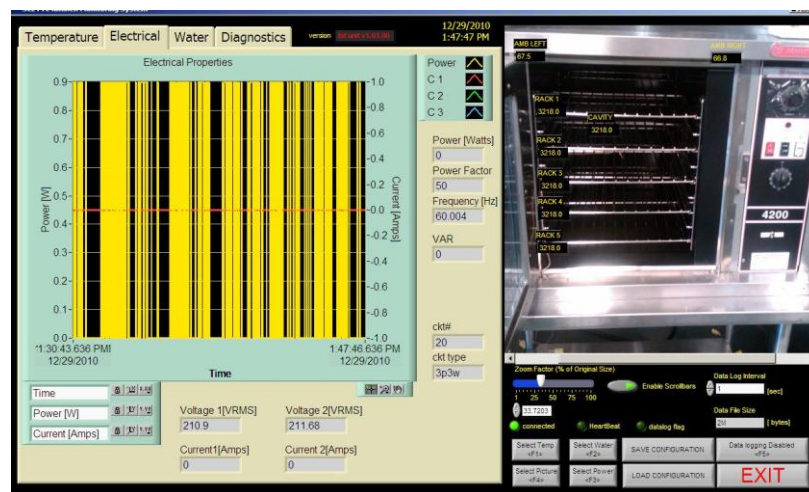 12/29/2010
1:47:47 PM
Temperature
Electrical
Water
Diagnostics
version
Electrical Properties
Power
C 1
C 2
C 3
0.9
0.8
0.7
0.6
0.5
0.4
0.3
0.2
0.1
0.0
Power [W]
1.0
0.8
0.6
0.4
0.2
0.0
-0.2
-0.4
-0.6
-0.8
-1.0
Current [Amps]
1:30:43.636 PM
12/29/2010
1:47:46.636 PM
12/29/2010
Time
Power [Watts]
0
Power Factor
50
Frequency [Hz]
60.004
VAR
0
ckt#
20
ckt type
3p3w
Time
Power [W]
Current [Amps]
Voltage 1[VRMS]
210.9
Voltage 2[VRMS]
211.68
Current1[Amps]
0
Current 2[Amps]
0
AMB LEFT
67.5
AMB RIGHT
66.8
RACK 1
3218.0
CAVITY
3218.0
RACK 2
3218.0
RACK 3
3218.0
RACK 4
3218.0
RACK 5
3218.0
4200
Zoom Factor (% of Original Size)
1 25 50 75 100
33.7203
Enable Scrollbars
Data Log Interval
1
[sec]
Data File Size
2M
[ bytes]
connected
HeartBeat
datalog flag
Select Temp
<F1>
Select Water
<F2>
SAVE CONFIGURATION
Data logging Disabled
<F5>
Select Picture
<F4>
Select Power
<F3>
LOAD CONFIGURATION
EXIT